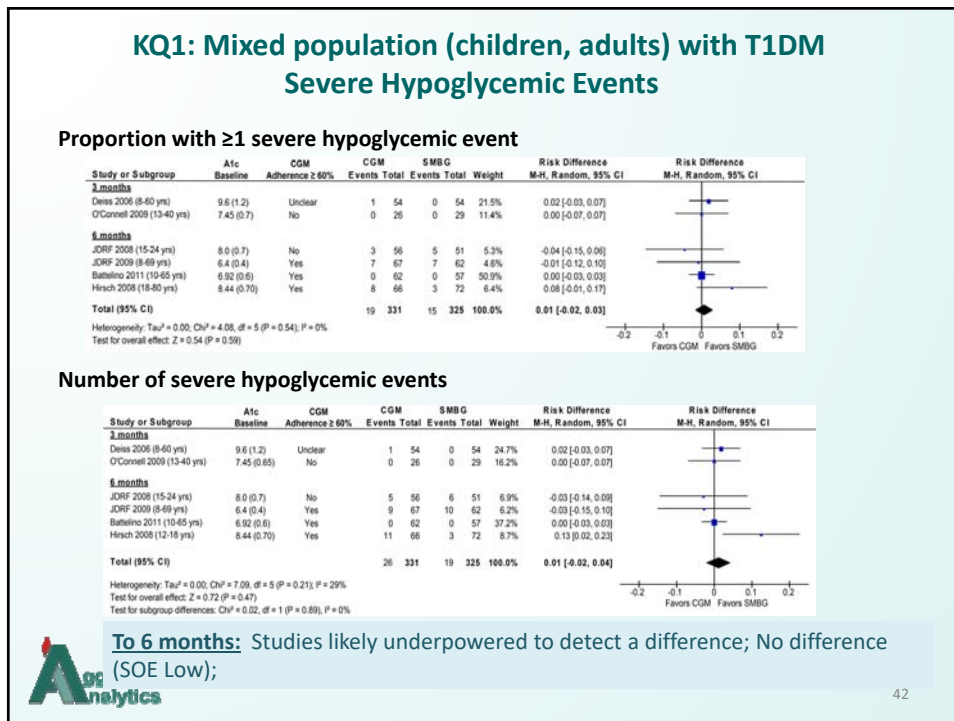 KQ1: Mixed population (children, adults) with T1DM
Severe Hypoglycemic Events
Proportion with ≥1 severe hypoglycemic event
A1c CGM CGM SMBG Risk Difference Risk Difference
Study or Subgroup Baseline Adherence ≥ 60% Events Total Events Total Weight M-H, Random, 95% CI M-H, Random, 95% CI
3 months
Deiss 2006 (8-60 yrs) 9.6 (1.2) Unclear 1 54 0 54 21.5% 0.02 [-0.03, 0.07]
O'Connell 2009 (13-40 yrs) 7.45 (0.7) No 0 26 0 29 11.4% 0.00 [-0.07, 0.07]
6 months
JDRF 2008 (15-24 yrs) 8.0 (0.7) No 3 56 5 51 5.3% -0.04 [-0.15, 0.06]
JDRF 2009 (8-69 yrs) 6.4 (0.4) Yes 7 67 7 62 4.6% -0.01 [-0.12, 0.10]
Battelino 2011 (10-65 yrs) 6.92 (0.6) Yes 0 62 0 57 50.9% 0.00 [-0.03, 0.03]
Hirsch 2008 (18-80 yrs) 8.44 (0.70) Yes 8 66 3 72 6.4% 0.08 [-0.01, 0.17]
Total (95% CI) 19 331 15 325 100.0% 0.01 [-0.02, 0.03]
Heterogeneity: Tau² = 0.00; Chi² = 4.08, df = 5 (P = 0.54); I² = 0%
Test for overall effect: Z = 0.54 (P = 0.59)
-0.2 -0.1 0 0.1 0.2
Favors CGM Favors SMBG
Number of severe hypoglycemic events
A1c CGM CGM SMBG Risk Difference Risk Difference
Study or Subgroup Baseline Adherence ≥ 60% Events Total Events Total Weight M-H, Random, 95% CI M-H, Random, 95% CI
3 months
Deiss 2006 (8-60 yrs) 9.6 (1.2) Unclear 1 54 0 54 24.7% 0.02 [-0.03, 0.07]
O'Connell 2009 (13-40 yrs) 7.45 (0.65) No 0 26 0 29 16.2% 0.00 [-0.07, 0.07]
6 months
JDRF 2008 (15-24 yrs) 8.0 (0.7) No 5 56 6 51 6.9% -0.03 [-0.14, 0.09]
JDRF 2009 (8-69 yrs) 6.4 (0.4) Yes 9 67 10 62 6.2% -0.03 [-0.15, 0.10]
Battelino 2011 (10-65 yrs) 6.92 (0.6) Yes 0 62 0 57 37.2% 0.00 [-0.03, 0.03]
Hirsch 2008 (12-18 yrs) 8.44 (0.70) Yes 11 66 3 72 8.7% 0.13 [0.02, 0.23]
Total (95% CI) 26 331 19 325 100.0% 0.01 [-0.02, 0.04]
Heterogeneity: Tau² = 0.00; Chi² = 7.09, df = 5 (P = 0.21); I² = 29%
Test for overall effect: Z = 0.72 (P = 0.47)
Test for subgroup differences: Chi² = 0.02, df = 1 (P = 0.89), I² = 0%
-0.2 -0.1 0 0.1 0.2
Favors CGM Favors SMBG
To 6 months: Studies likely underpowered to detect a difference; No difference
(SOE Low);
Analytics
42